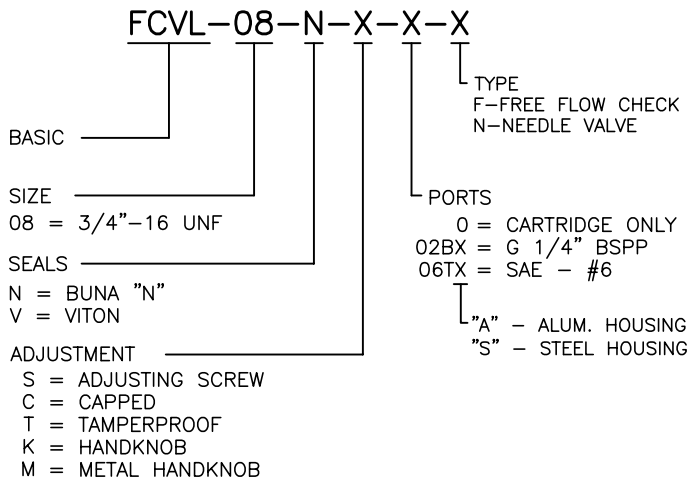 FCVL-08-N-X-X-X
TYPE
F-FREE FLOW CHECK
N-NEEDLE VALVE
BASIC
SIZE
08 = 3/4"-16 UNF
PORTS
0 = CARTRIDGE ONLY
02BX = G 1/4" BSPP
06TX = SAE - #6
"A" - ALUM. HOUSING
"S" - STEEL HOUSING
SEALS
N = BUNA "N"
V = VITON
ADJUSTMENT
S = ADJUSTING SCREW
C = CAPPED
T = TAMPERPROOF
K = HANDKNOB
M = METAL HANDKNOB